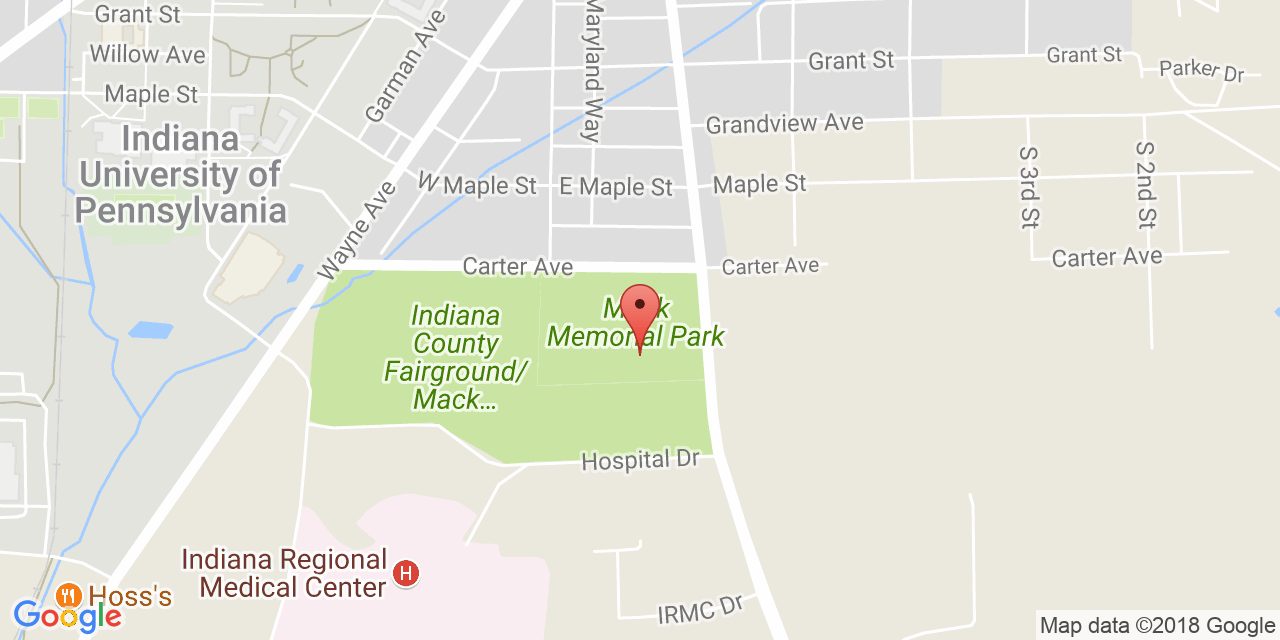 Grant St
Willow Ave
Maple St
Garman Ave
Maryland Way
Grant St
Grant St
Parker Dr
Grandview Ave
Indiana
University of
Pennsylvania
W Maple St
E Maple St
Maple St
S 3rd St
S 2nd St
Wayne Ave
Carter Ave
Carter Ave
Carter Ave
Indiana
County
Fairground/
Mack...
Memorial Park
Hospital Dr
Indiana Regional
Medical Center
H
Hoss's
IRMC Dr
Google
Map data ©2018 Google